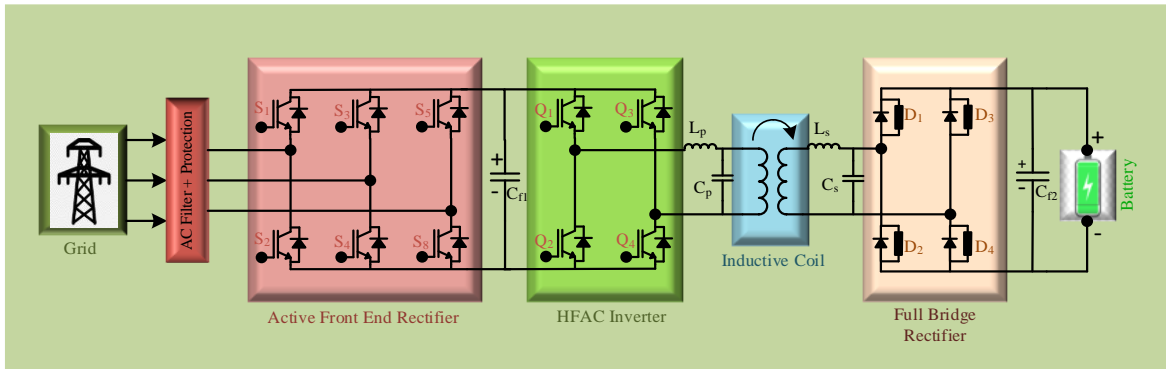 Grid
AC Filter + Protection
S1
S3
S5
S2
S4
S8
Active Front End Rectifier
+
-
Cf1
Q1
Q3
Q2
Q4
HFAC Inverter
Lp
Cp
Ls
Cs
Inductive Coil
D1
D3
D2
D4
Full Bridge
Rectifier
+
-
Cf2
+
-
Battery